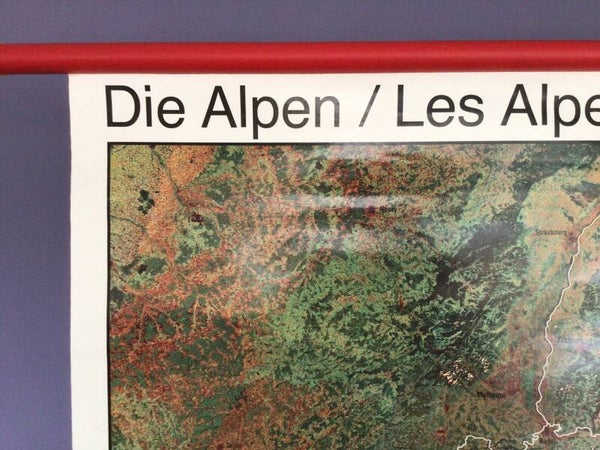 Die Alpen / Les Alpe
Strasbourg
Mulhouse